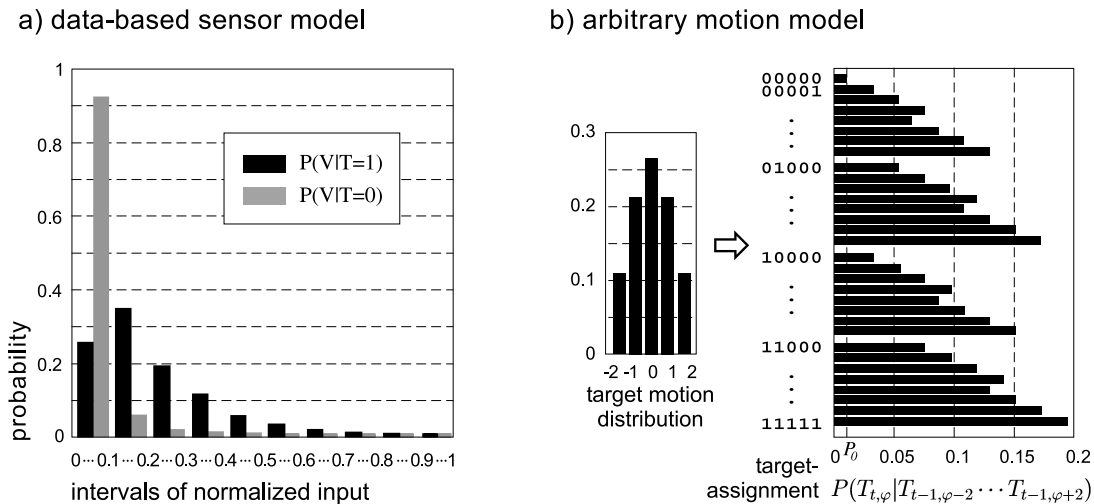 a) data-based sensor model
b) arbitrary motion model
1
0.8
0.6
0.4
0.2
0
probability
P(V|T=1)
P(V|T=0)
0···0.1···0.2···0.3···0.4···0.5···0.6···0.7···0.8···0.9···1
intervals of normalized input
0.3
0.2
0.1
0
-2 -1 0 1 2
target motion
distribution
00000
00001
01000
10000
11000
11111
0 P₀ 0.05 0.1 0.15 0.2
target-
assignment
P(Tₜ,φ|Tₜ₋₁,φ₋₂ ··· Tₜ₋₁,φ₊₂)